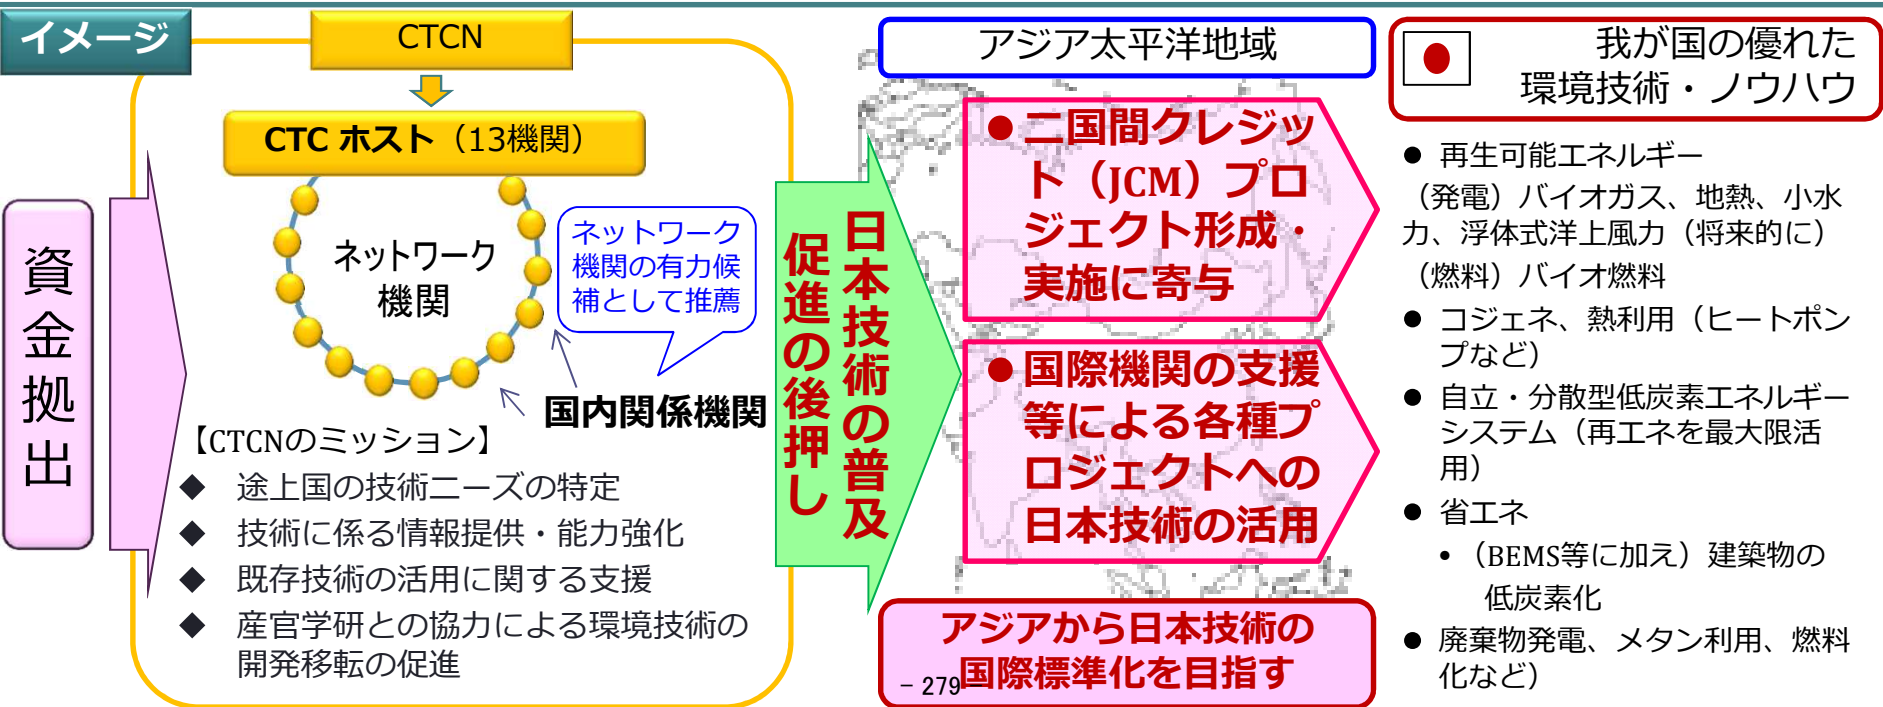 イメージ
CTCN
CTC ホスト（13機関）
ネットワーク
機関
ネットワーク
機関の有力候
補として推薦
国内関係機関
資金拠出
【CTCNのミッション】
◆ 途上国の技術ニーズの特定
◆ 技術に係る情報提供・能力強化
◆ 既存技術の活用に関する支援
◆ 産官学研との協力による環境技術の
開発移転の促進
日本技術の普及
促進の後押し
アジア太平洋地域
● 二国間クレジッ
ト（JCM）プロ
ジェクト形成・
実施に寄与
● 国際機関の支援
等による各種プ
ロジェクトへの
日本技術の活用
アジアから日本技術の
国際標準化を目指す
－279－
我が国の優れた
環境技術・ノウハウ
● 再生可能エネルギー
（発電）バイオガス、地熱、小水
力、浮体式洋上風力（将来的に）
（燃料）バイオ燃料
● コジェネ、熱利用（ヒートポン
プなど）
● 自立・分散型低炭素エネルギー
システム（再エネを最大限活
用）
● 省エネ
• （BEMS等に加え）建築物の
低炭素化
● 廃棄物発電、メタン利用、燃料
化など）